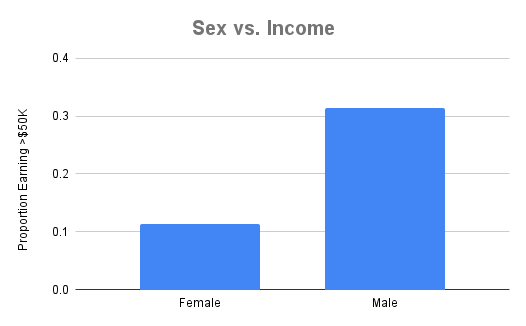 Sex vs. Income
Proportion Earning >$50K
0.4
0.3
0.2
0.1
0.0
Female
Male